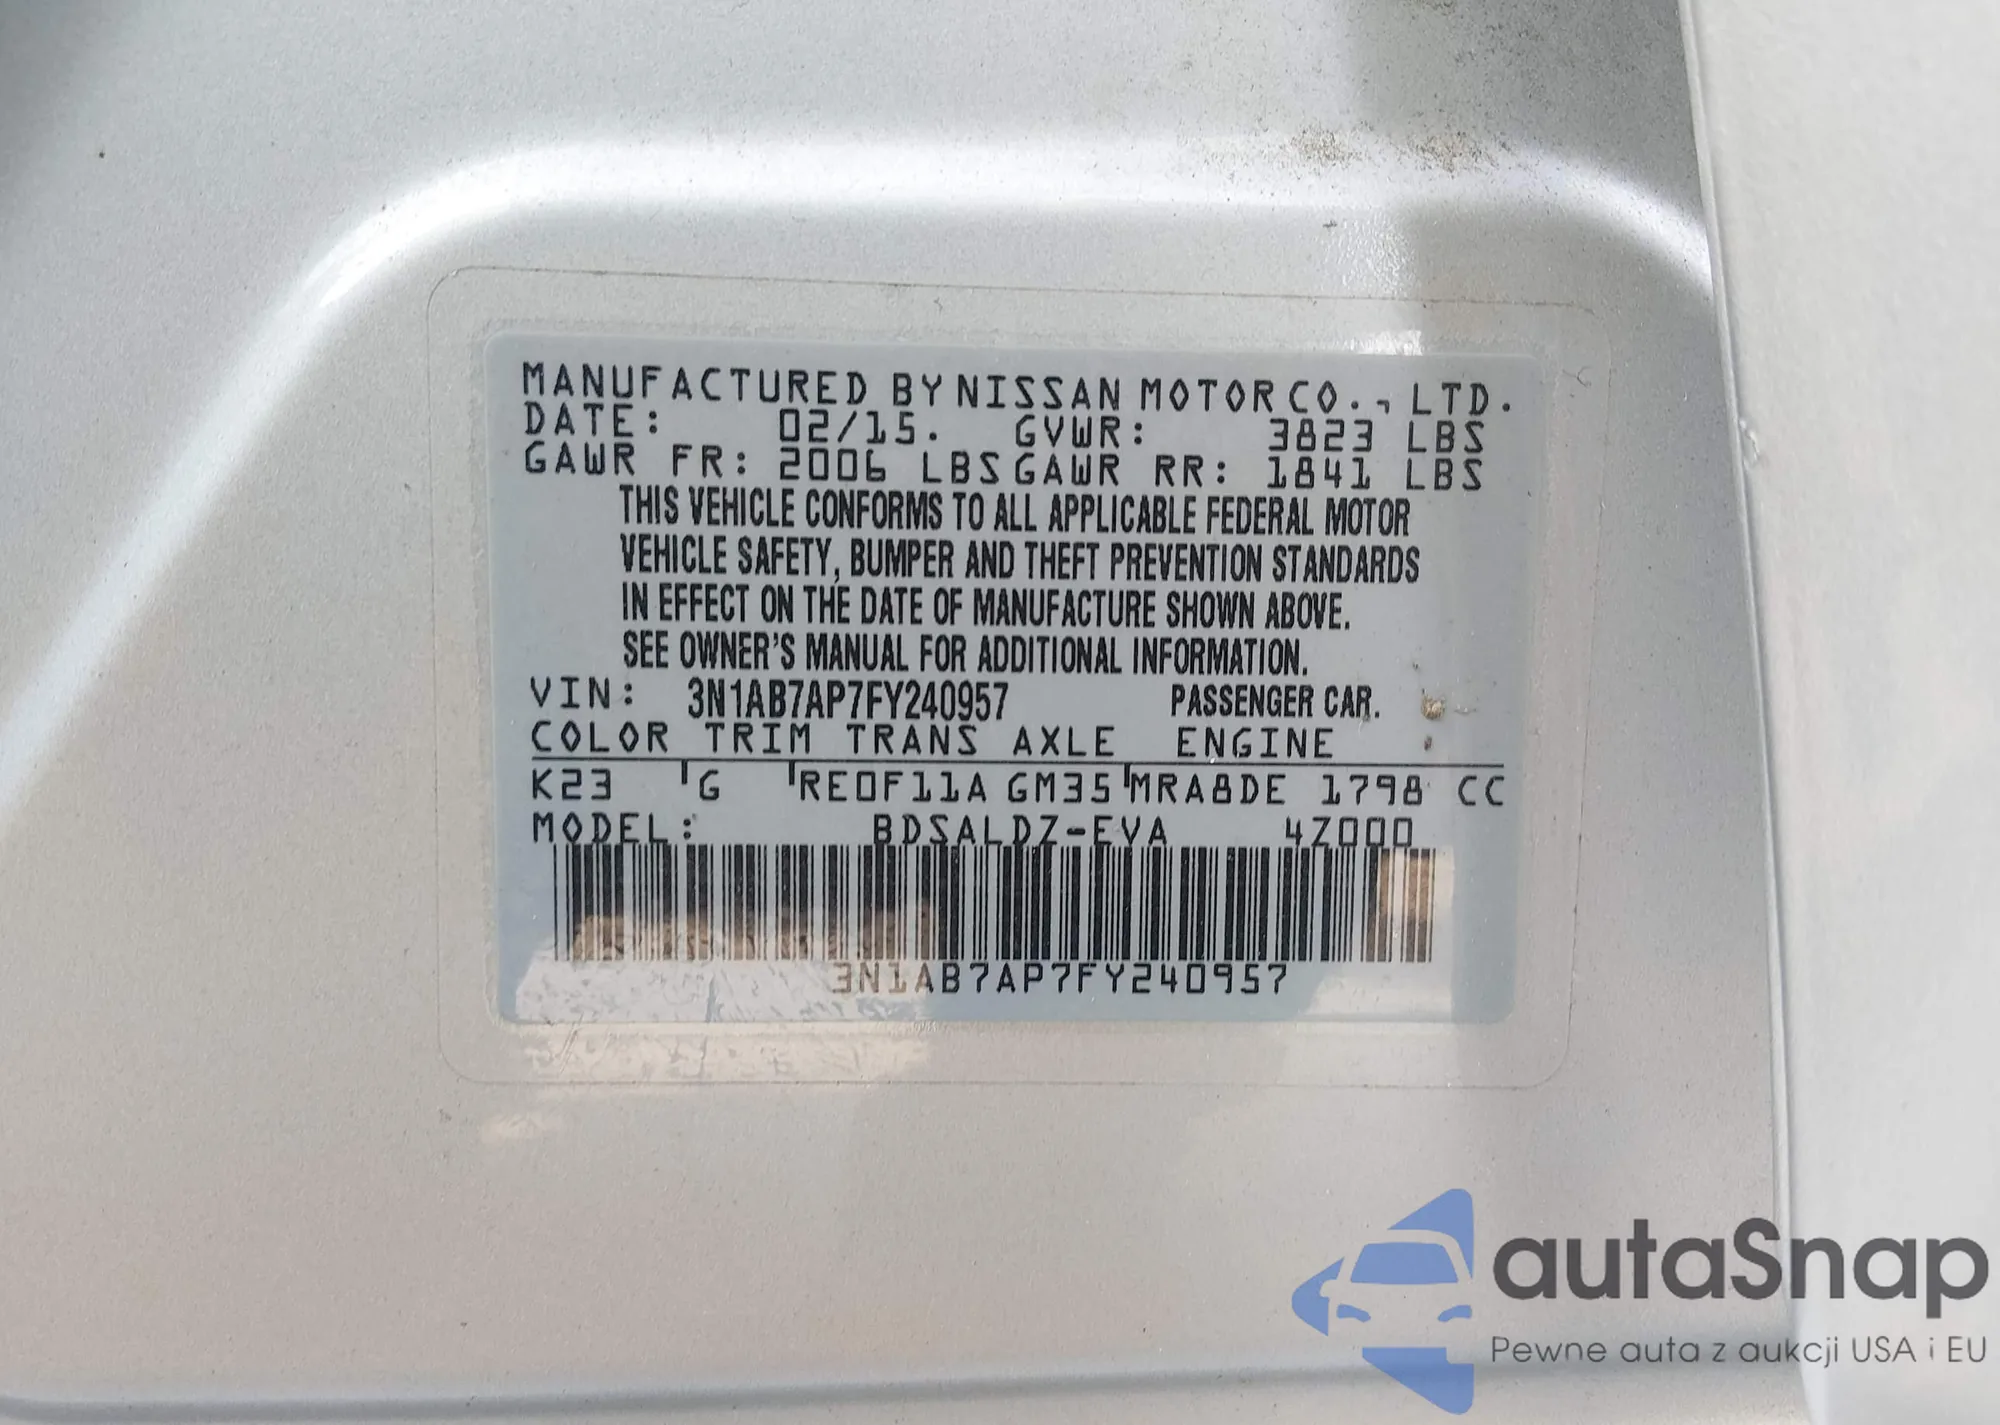 MANUFACTURED BY NISSAN MOTOR CO., LTD.
DATE: 02/15. GVWR: 3823 LBS
GAWR FR: 2006 LBS GAWR RR: 1841 LBS
THIS VEHICLE CONFORMS TO ALL APPLICABLE FEDERAL MOTOR
VEHICLE SAFETY, BUMPER AND THEFT PREVENTION STANDARDS
IN EFFECT ON THE DATE OF MANUFACTURE SHOWN ABOVE.
SEE OWNER'S MANUAL FOR ADDITIONAL INFORMATION.
VIN: 3N1AB7AP7FY240957 PASSENGER CAR.
COLOR TRIM TRANS AXLE ENGINE
K23 G RE0F11A GM35 MRA8DE 1798 CC
MODEL: BDSALDZ-EVA 4Z000
3N1AB7AP7FY240957
autaSnap
Pewne auta z aukcji USA i EU